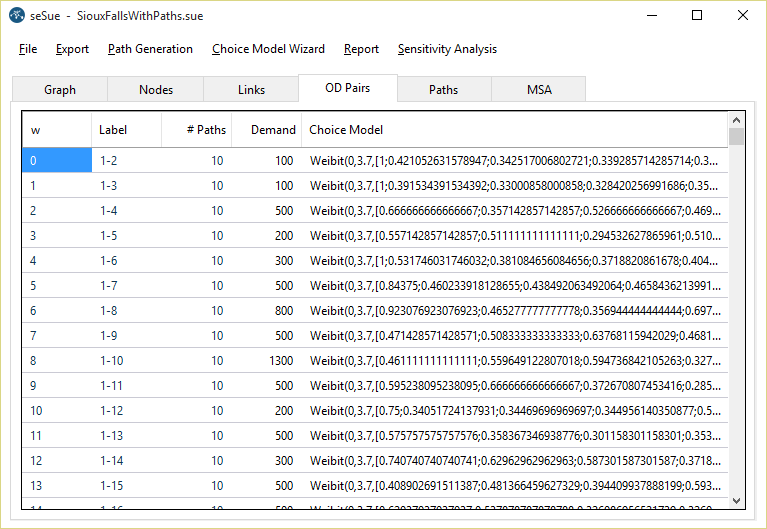 seSue - SiouxFallsWithPaths.sue
File Export Path Generation Choice Model Wizard Report Sensitivity Analysis
Graph Nodes Links OD Pairs Paths MSA
w Label # Paths Demand Choice Model
0 1-2 10 100 Weibit(0,3.7,[1;0.421052631578947;0.342517006802721;0.339285714285714;0.3...
1 1-3 10 100 Weibit(0,3.7,[1;0.391534391534392;0.33000858000858;0.328420256991686;0.35...
2 1-4 10 500 Weibit(0,3.7,[0.666666666666667;0.357142857142857;0.526666666666667;0.469...
3 1-5 10 200 Weibit(0,3.7,[0.557142857142857;0.511111111111111;0.294532627865961;0.510...
4 1-6 10 300 Weibit(0,3.7,[1;0.531746031746032;0.381084656084656;0.3718820861678;0.404...
5 1-7 10 500 Weibit(0,3.7,[0.84375;0.460233918128655;0.438492063492064;0.4658436213991...
6 1-8 10 800 Weibit(0,3.7,[0.923076923076923;0.465277777777778;0.356944444444444;0.697...
7 1-9 10 500 Weibit(0,3.7,[0.471428571428571;0.508333333333333;0.63768115942029;0.4681...
8 1-10 10 1300 Weibit(0,3.7,[0.461111111111111;0.559649122807018;0.594736842105263;0.327...
9 1-11 10 500 Weibit(0,3.7,[0.595238095238095;0.666666666666667;0.372670807453416;0.285...
10 1-12 10 200 Weibit(0,3.7,[0.75;0.34051724137931;0.34469696969697;0.344956140350877;0.5...
11 1-13 10 500 Weibit(0,3.7,[0.575757575757576;0.358367346938776;0.301158301158301;0.353...
12 1-14 10 300 Weibit(0,3.7,[0.740740740740741;0.62962962962963;0.587301587301587;0.3718...
13 1-15 10 500 Weibit(0,3.7,[0.408902691511387;0.481366459627329;0.394409937888199;0.593...